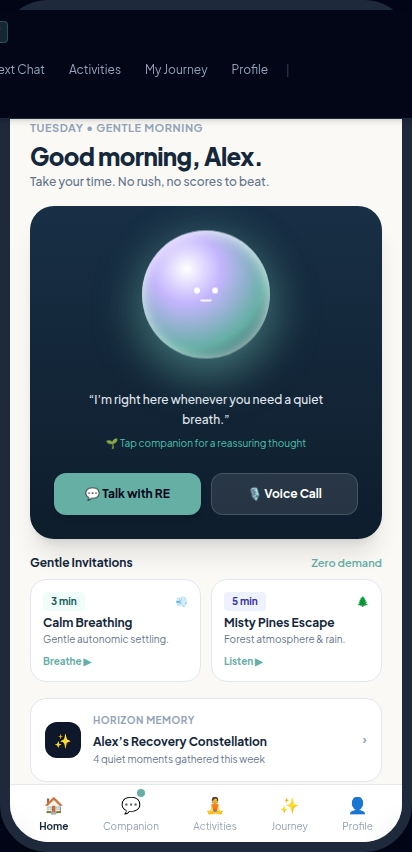 ext Chat Activities My Journey Profile |
TUESDAY • GENTLE MORNING
Good morning, Alex.
Take your time. No rush, no scores to beat.
“I’m right here whenever you need a quiet
breath.”
🌱 Tap companion for a reassuring thought
💬 Talk with RE
🎙️ Voice Call
Gentle Invitations
Zero demand
3 min 💨
Calm Breathing
Gentle autonomic settling.
Breathe ▶
5 min 🌲
Misty Pines Escape
Forest atmosphere & rain.
Listen ▶
HORIZON MEMORY
✨ Alex’s Recovery Constellation ›
4 quiet moments gathered this week
🏠 💬 🧘 ✨ 👤
Home Companion Activities Journey Profile